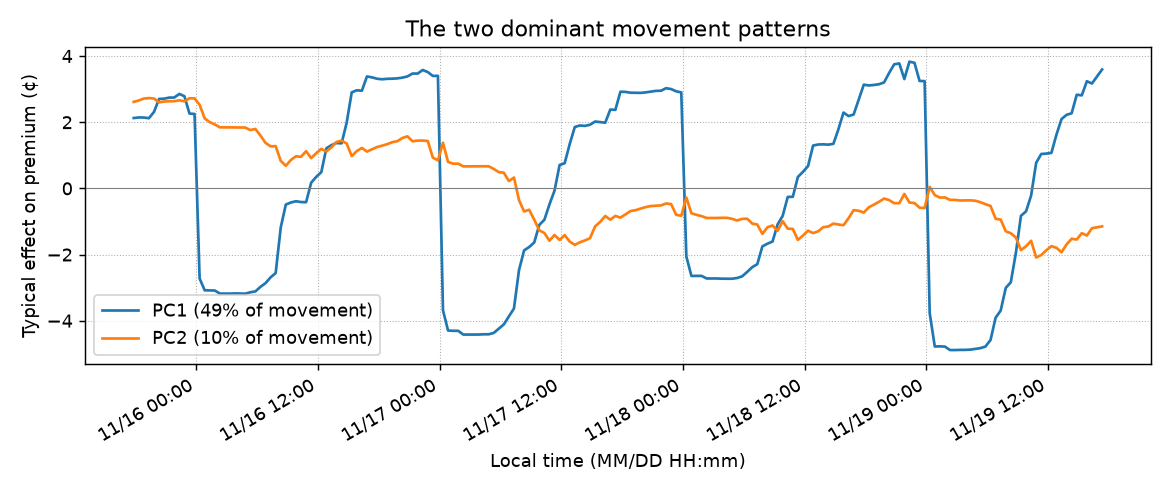 The two dominant movement patterns
Typical effect on premium (¢)
4
2
0
−2
−4
PC1 (49% of movement)
PC2 (10% of movement)
11/16 00:00
11/16 12:00
11/17 00:00
11/17 12:00
11/18 00:00
11/18 12:00
11/19 00:00
11/19 12:00
Local time (MM/DD HH:mm)